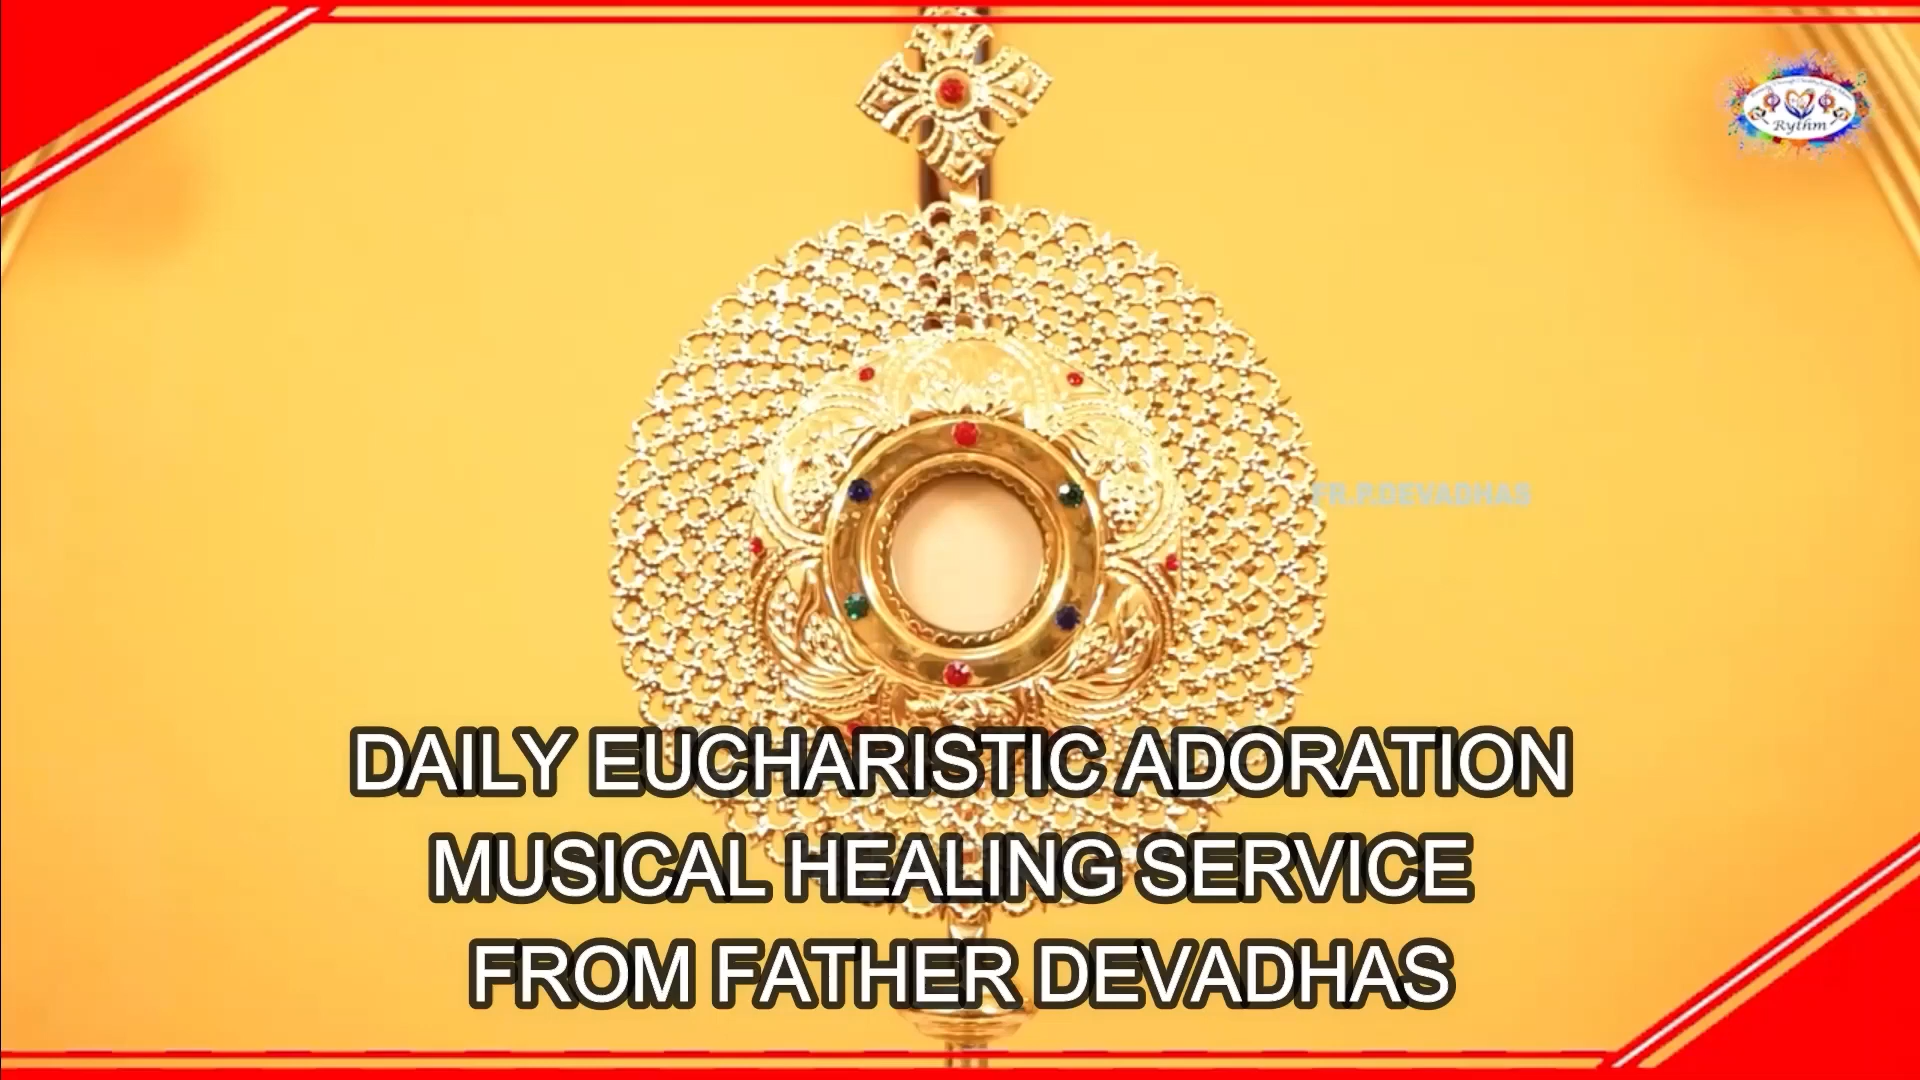 Rythm
FR.P.DEVADHAS
DAILY EUCHARISTIC ADORATION
MUSICAL HEALING SERVICE
FROM FATHER DEVADHAS